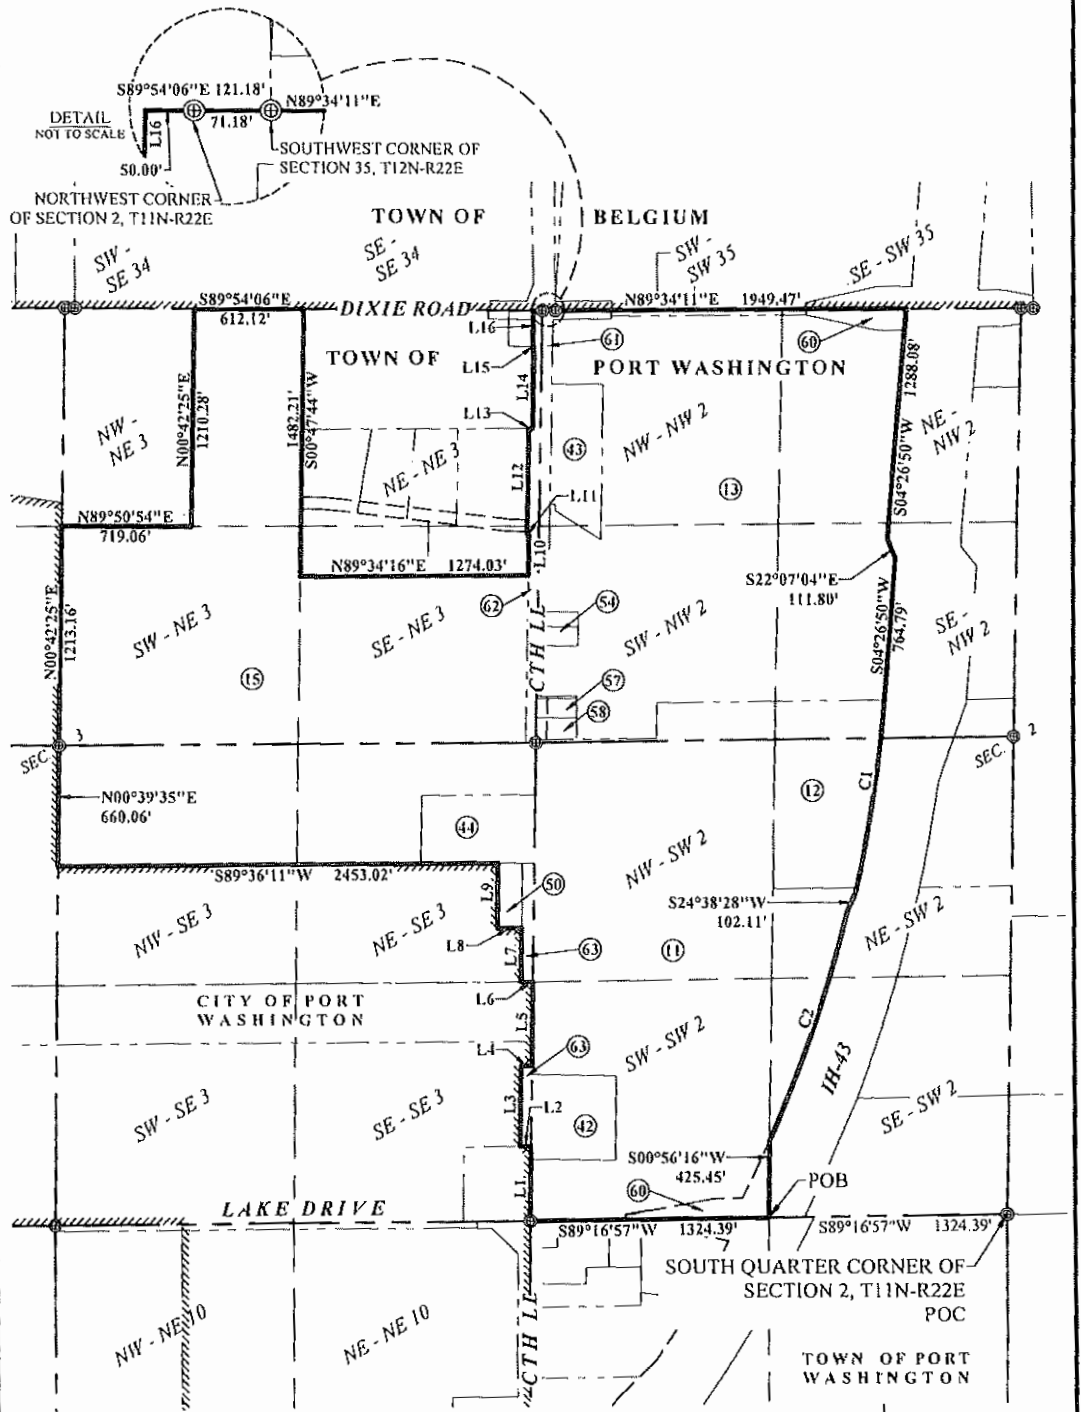 S89°54'06"E 121.18'
N89°34'11"E
DETAIL
NOT TO SCALE
L16
71.18'
50.00'
SOUTHWEST CORNER OF
SECTION 35, T12N-R22E
NORTHWEST CORNER
OF SECTION 2, T11N-R22E
TOWN OF
BELGIUM
SW -
SE 34
SE -
SE 34
SW -
SW 35
SE - SW 35
S89°54'06"E
612.12'
DIXIE ROAD
N89°34'11"E 1949.47'
L16
61
60
TOWN OF
PORT WASHINGTON
L15
L14
L13
N00°42'25"E
1210.28'
1482.21'
S00°47'44"W
1288.08'
S04°26'50"W
NW -
NE 3
NE - NE 3
L12
43
NW - NW 2
NE -
NW 2
L11
13
N89°50'54"E
719.06'
N89°34'16"E 1274.03'
L10
S22°07'04"E
111.80'
N00°42'25"E
1213.16'
SW - NE 3
SE - NE 3
62
54
SW - NW 2
S04°26'50"W
764.79'
SE -
NW 2
CTH LL
15
57
58
SEC. 3
SEC. 2
N00°39'35"E
660.06'
C1
12
44
NW - SW 2
S89°36'11"W 2453.02'
L9
50
S24°38'28"W
102.11'
NW - SE 3
NE - SE 3
NE - SW 2
L8
L7
63
11
L6
CITY OF PORT
WASHINGTON
L5
C2
L4
63
SW - SW 2
IH-43
SW - SE 3
SE - SE 3
L3
L2
42
SE - SW 2
S00°56'16"W
425.45'
L1
60
POB
LAKE DRIVE
S89°16'57"W 1324.39'
S89°16'57"W 1324.39'
SOUTH QUARTER CORNER OF
SECTION 2, T11N-R22E
POC
NW - NE 10
NE - NE 10
CTH LL
TOWN OF PORT
WASHINGTON